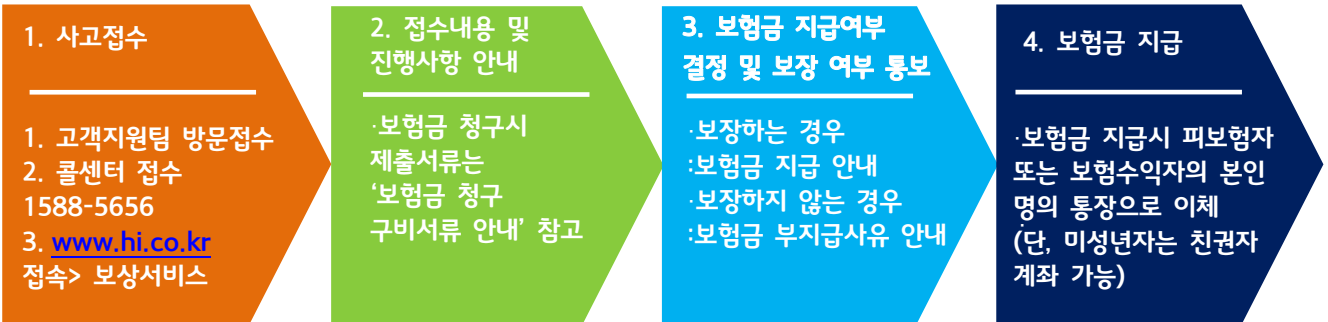 1. 사고접수
1. 고객지원팀 방문접수
2. 콜센터 접수
1588-5656
3. www.hi.co.kr
접속> 보상서비스
2. 접수내용 및
진행사항 안내
·보험금 청구시
제출서류는
‘보험금 청구
구비서류 안내’ 참고
3. 보험금 지급여부
결정 및 보장 여부 통보
·보장하는 경우
:보험금 지급 안내
·보장하지 않는 경우
:보험금 부지급사유 안내
4. 보험금 지급
·보험금 지급시 피보험자
또는 보험수익자의 본인
명의 통장으로 이체
(단, 미성년자는 친권자
계좌 가능)